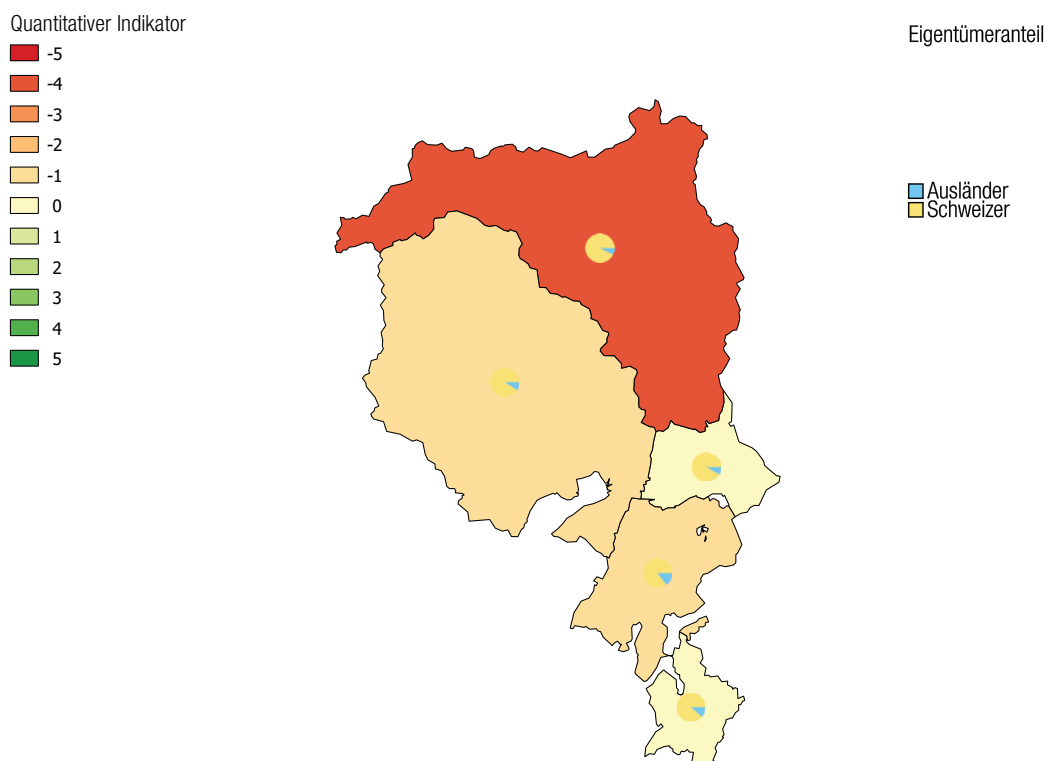 Quantitativer Indikator
-5
-4
-3
-2
-1
0
1
2
3
4
5
Eigentümeranteil
Ausländer
Schweizer